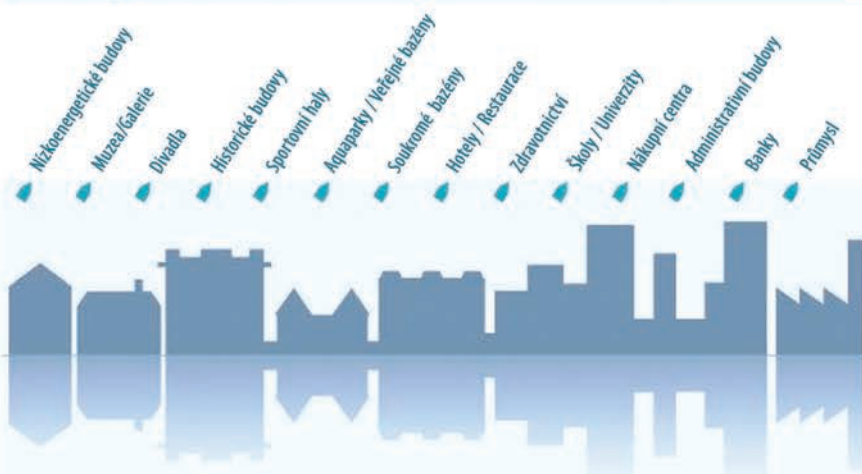 Nízkoenergetické budovy
Muzea/Galerie
Divadla
Historické budovy
Sportovní haly
Aquaparky / Veřejné bazény
Soukromé bazény
Hotely / Restaurace
Zdravotnictví
Školy / Univerzity
Nákupní centra
Administrativní budovy
Banky
Průmysl